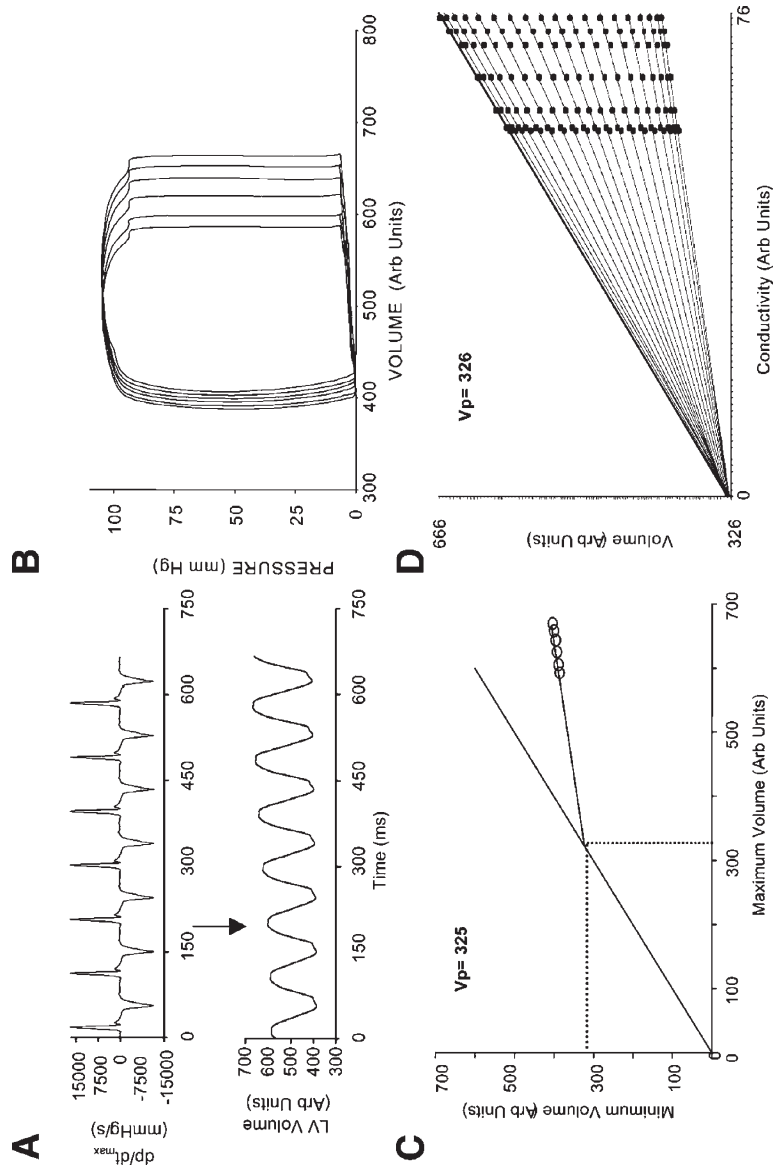 A
15000
7500
0
-7500
-15000
dp/dt max
(mmHg/s)
0
150
300
450
600
750
700
600
500
400
300
LV Volume
(Arb Units)
0
150
300
450
600
750
Time (ms)
B
100
75
50
25
0
PRESSURE (mm Hg)
300
400
500
600
700
800
VOLUME
(Arb Units)
C
Vp= 325
700
500
300
100
Minimum Volume (Arb Units)
0
100
300
500
700
Maximum Volume (Arb Units)
D
Vp= 326
666
326
Volume (Arb Units)
0
76
Conductivity (Arb Units)